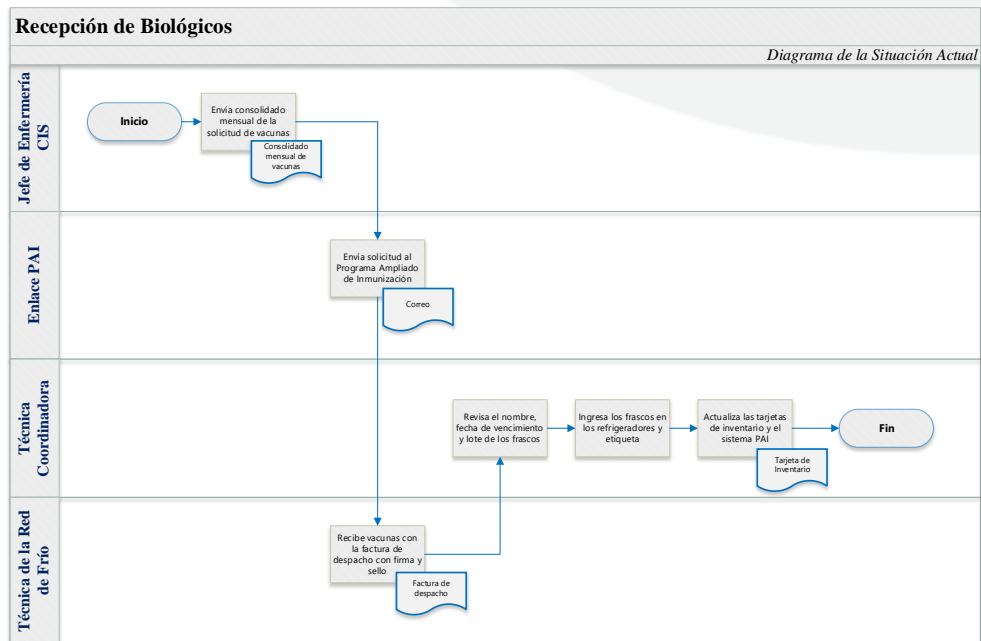 Recepción de Biológicos
Diagrama de la Situación Actual
Jefe de Enfermería
CIS
Inicio
Envía consolidado
mensual de la
solicitud de vacunas
Consolidado
mensual de
vacunas
Enlace PAI
Envía solicitud al
Programa Ampliado
de Inmunización
Correo
Técnica
Coordinadora
Revisa el nombre,
fecha de vencimiento
y lote de los frascos
Ingresa los frascos en
los refrigeradores y
etiqueta
Actualiza las tarjetas
de inventario y el
sistema PAI
Tarjeta de
Inventario
Fin
Técnica de la Red
de Frío
Recibe vacunas con
la factura de
despacho con firma y
sello
Factura de
despacho